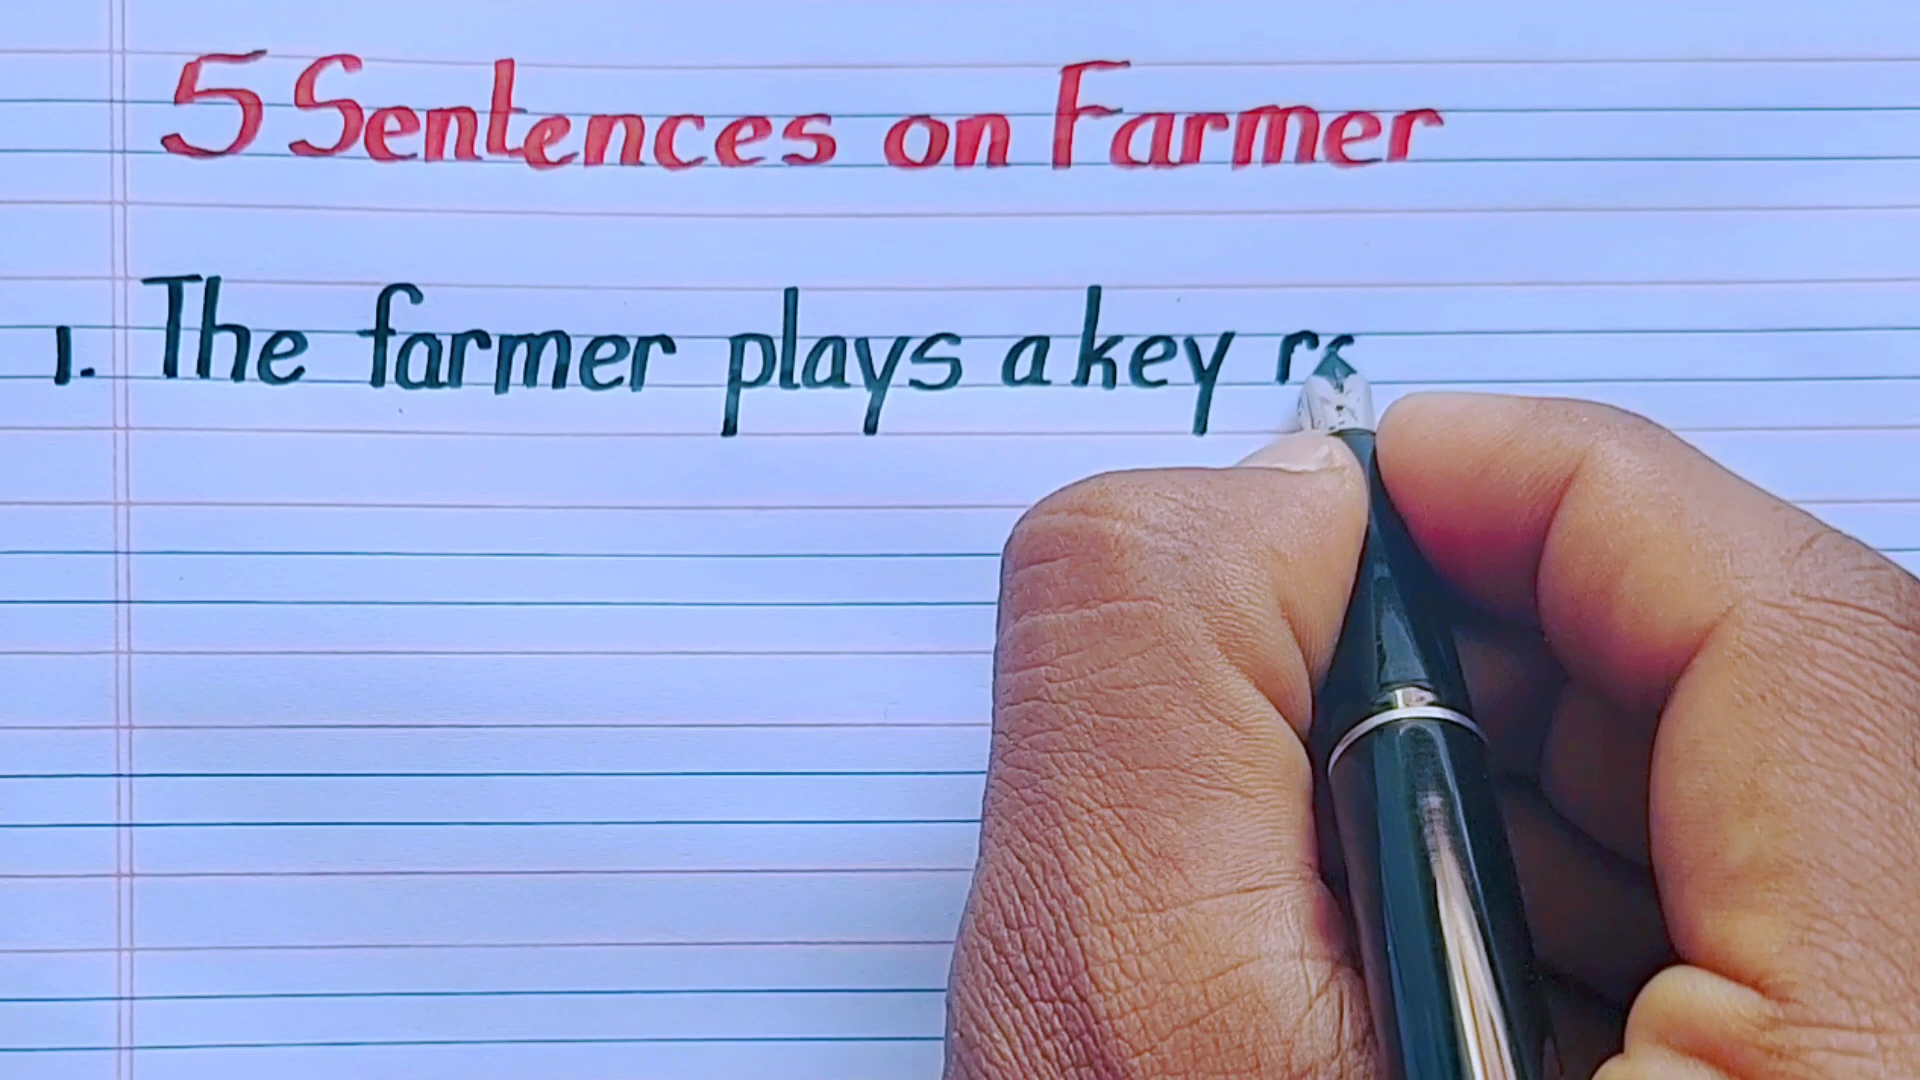 5 Sentences on Farmer
1. The farmer plays a key